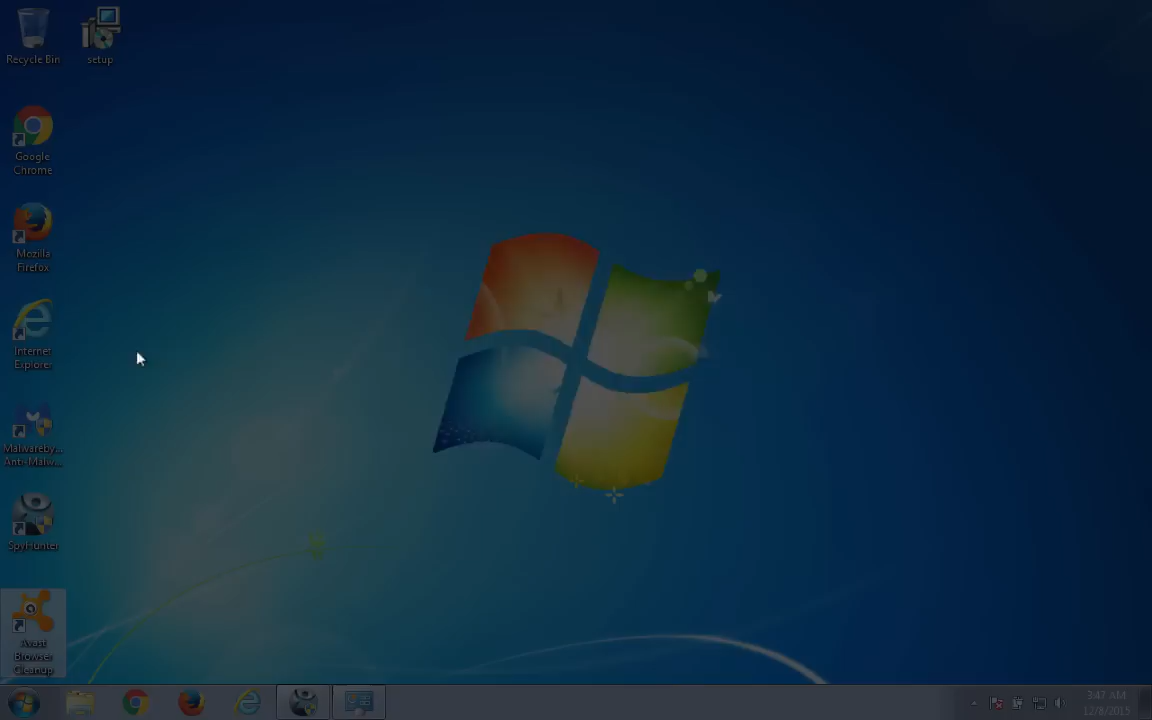 Recycle Bin
setup
Google
Chrome
Mozilla
Firefox
Internet
Explorer
Malwareby...
Anti-Malw...
SpyHunter
Avast
Browser
Cleanup
3:47 AM
12/8/2015